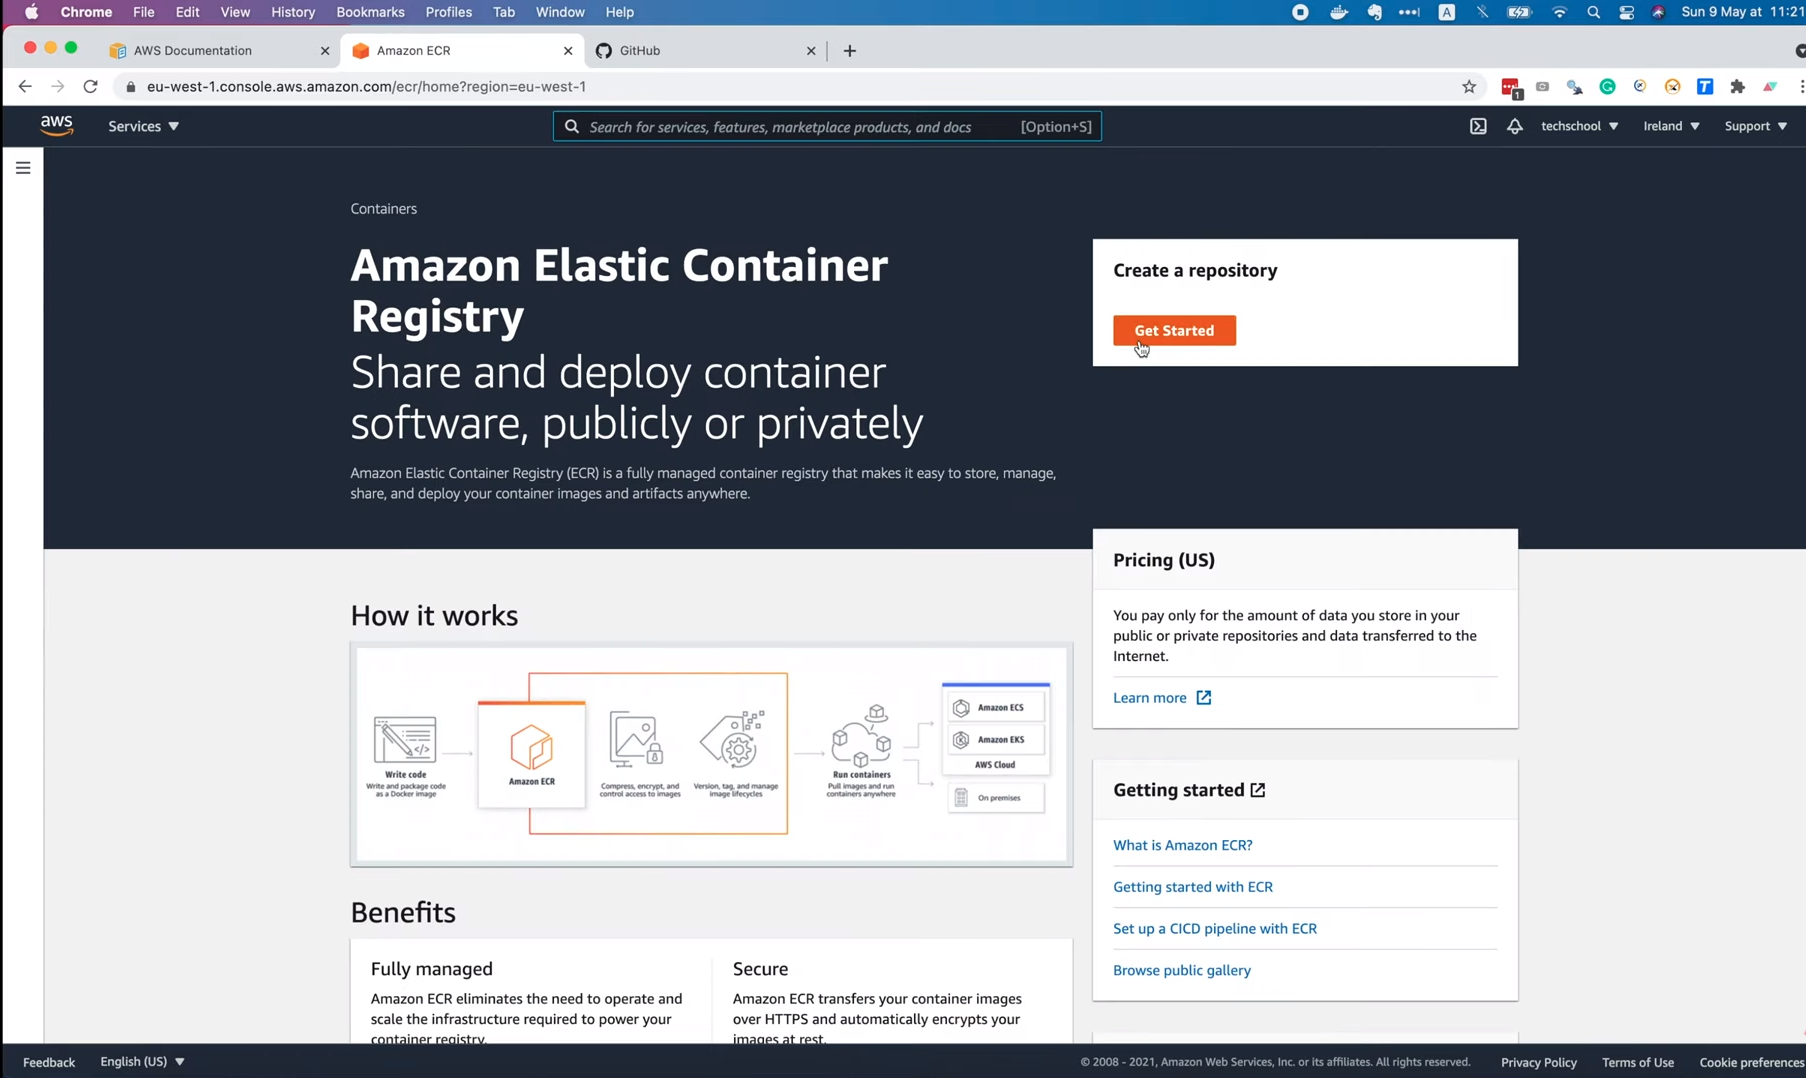 Chrome File Edit View History Bookmarks Profiles Tab Window Help A Sun 9 May at 11:21
AWS Documentation Amazon ECR GitHub
eu-west-1.console.aws.amazon.com/ecr/home?region=eu-west-1 1 T
aws Services Search for services, features, marketplace products, and docs [Option+S] techschool Ireland Support
Containers
Amazon Elastic Container
Registry
Share and deploy container
software, publicly or privately
Amazon Elastic Container Registry (ECR) is a fully managed container registry that makes it easy to store, manage,
share, and deploy your container images and artifacts anywhere.
Create a repository
Get Started
Pricing (US)
You pay only for the amount of data you store in your
public or private repositories and data transferred to the
Internet.
Learn more
How it works
Write code
Write and package code
as a Docker image
Amazon ECR
Compress, encrypt, and
control access to images
Version, tag, and manage
image lifecycles
Run containers
Pull images and run
containers anywhere
Amazon ECS
Amazon EKS
AWS Cloud
On premises
Getting started
What is Amazon ECR?
Getting started with ECR
Set up a CICD pipeline with ECR
Browse public gallery
Benefits
Fully managed
Amazon ECR eliminates the need to operate and
scale the infrastructure required to power your
container registry.
Secure
Amazon ECR transfers your container images
over HTTPS and automatically encrypts your
images at rest.
Feedback English (US) © 2008 - 2021, Amazon Web Services, Inc. or its affiliates. All rights reserved. Privacy Policy Terms of Use Cookie preferences